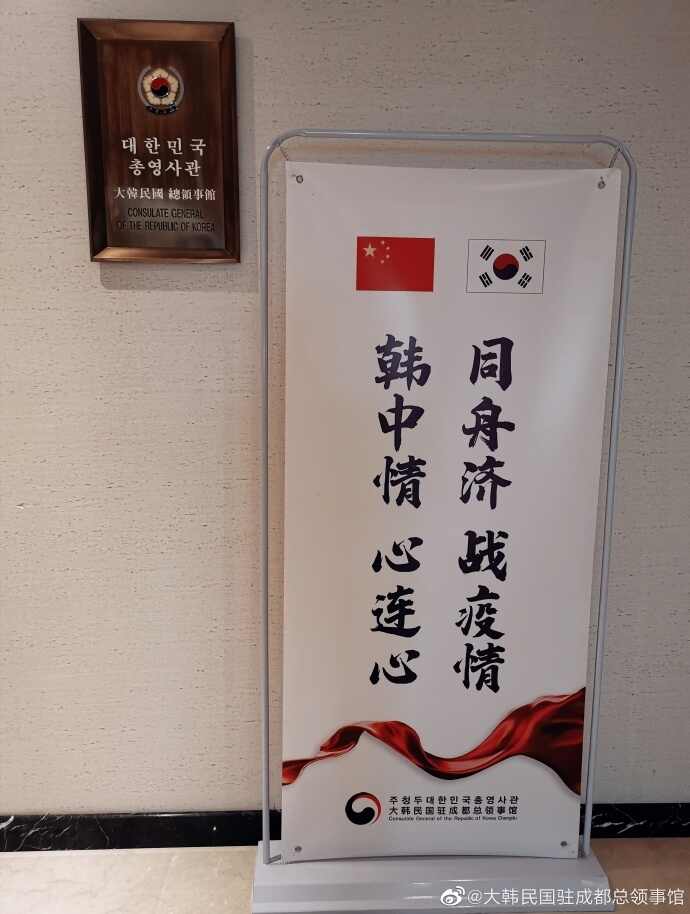 대한민국
총영사관
大韓民國 總領事館
CONSULATE GENERAL
OF THE REPUBLIC OF KOREA
同舟济 战疫情
韩中情 心连心
주청두대한민국총영사관
大韩民国驻成都总领事馆
Consulate General of the Republic of Korea Chengdu
@大韩民国驻成都总领事馆